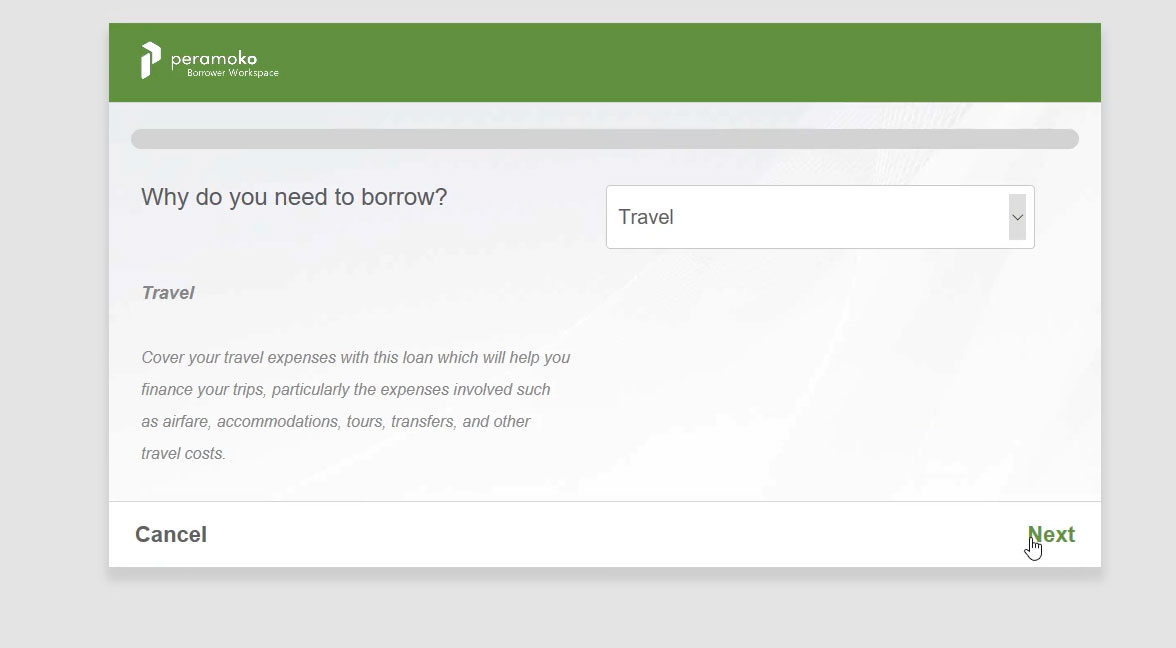 peramoko
Borrower Workspace
Why do you need to borrow?
Travel
Travel
Cover your travel expenses with this loan which will help you
finance your trips, particularly the expenses involved such
as airfare, accommodations, tours, transfers, and other
travel costs.
Cancel
Next